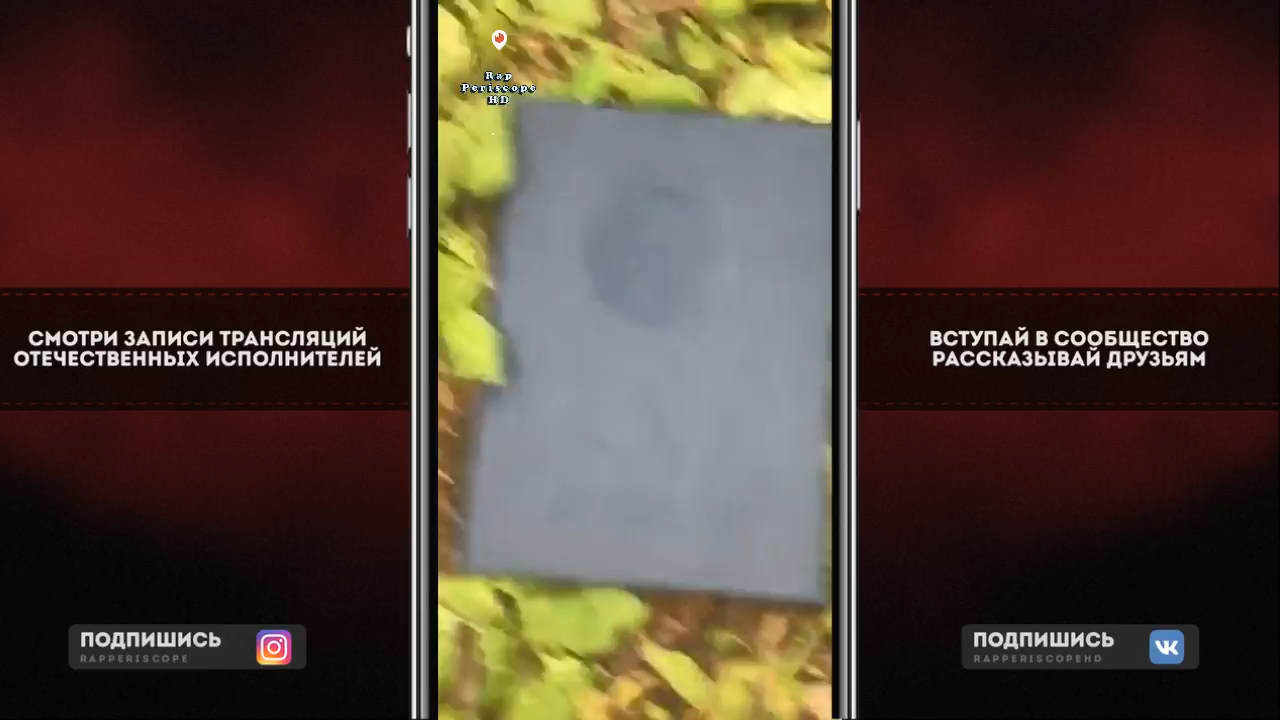 Rap
Periscope
HD
СМОТРИ ЗАПИСИ ТРАНСЛЯЦИЙ
ОТЕЧЕСТВЕННЫХ ИСПОЛНИТЕЛЕЙ
ВСТУПАЙ В СООБЩЕСТВО
РАССКАЗЫВАЙ ДРУЗЬЯМ
ПОДПИШИСЬ
RAPPERISCOPE
ПОДПИШИСЬ
RAPPERISCOPEHD